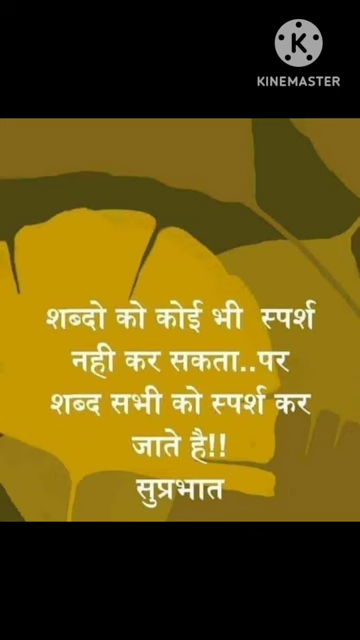 KINEMASTER
शब्दो को कोई भी स्पर्श
नही कर सकता..पर
शब्द सभी को स्पर्श कर
जाते है!!
सुप्रभात